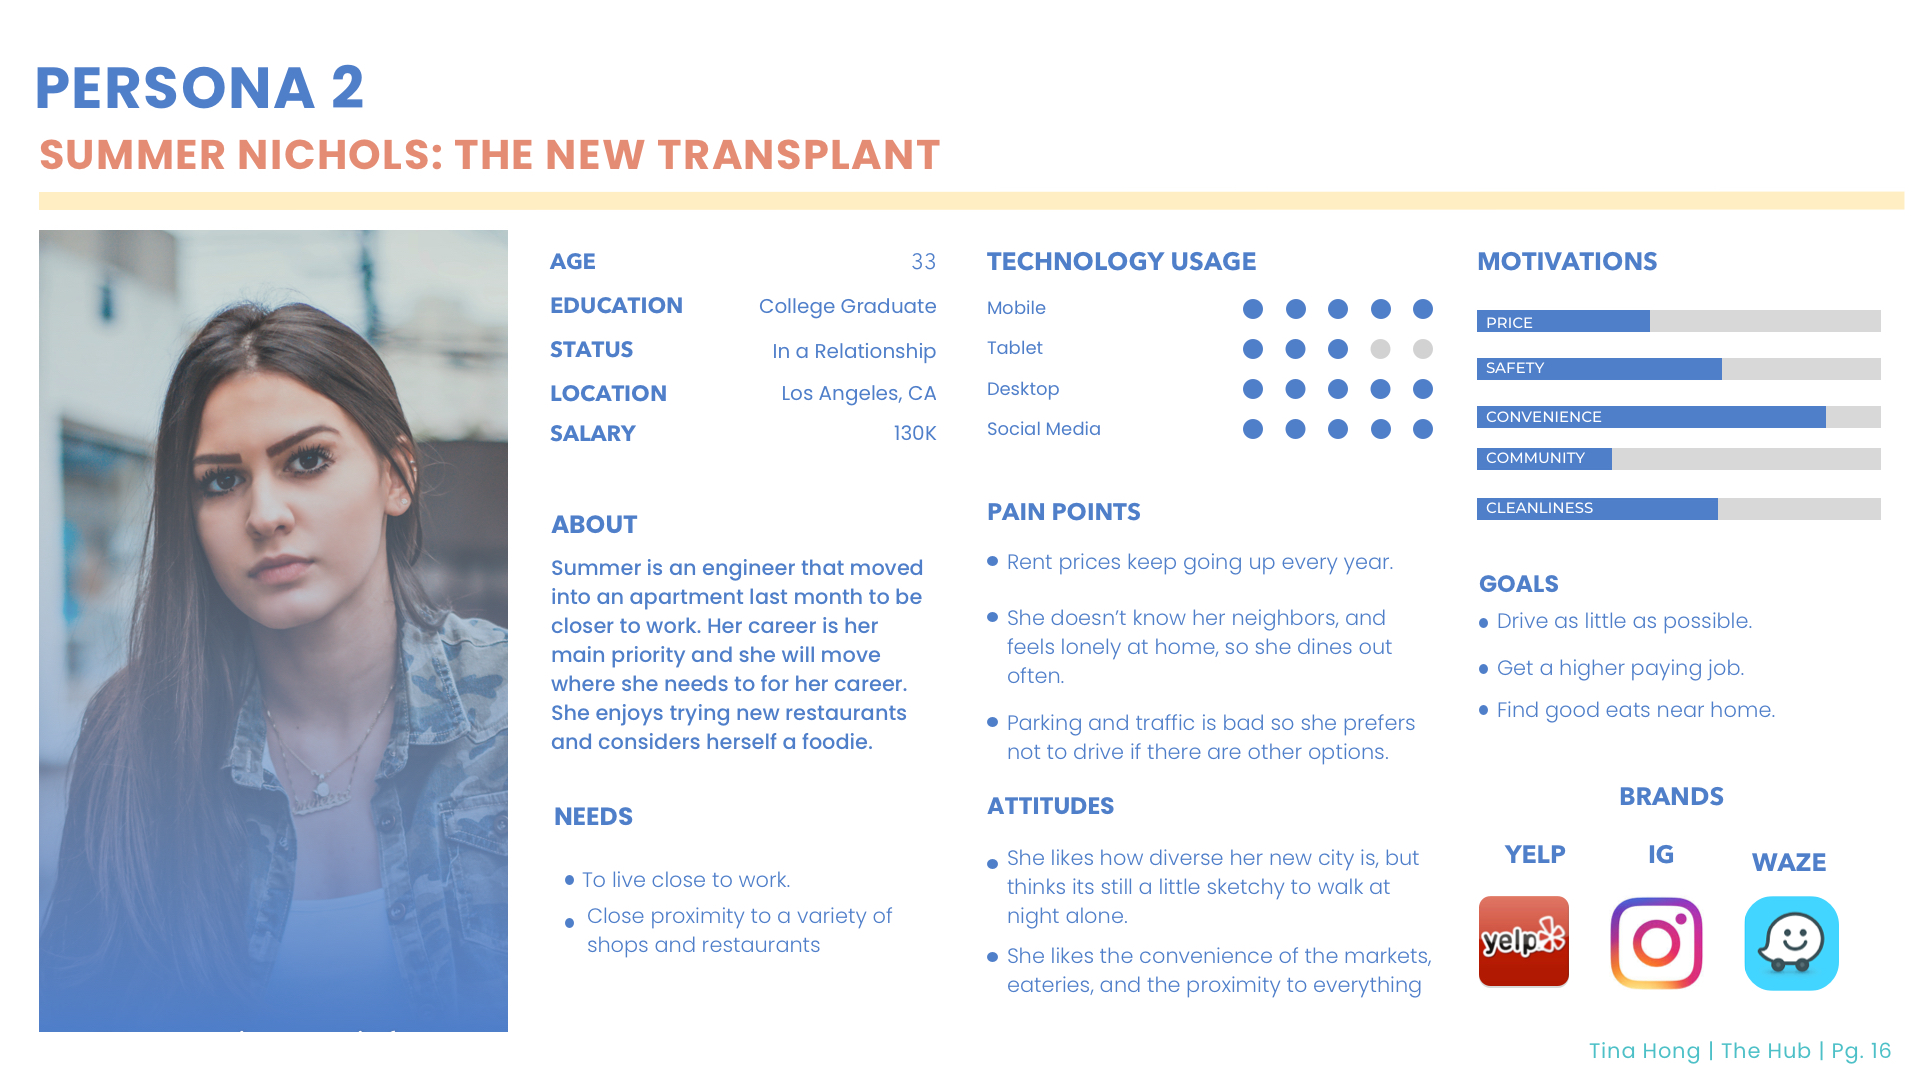 PERSONA 2
SUMMER NICHOLS: THE NEW TRANSPLANT
AGE 33
EDUCATION College Graduate
STATUS In a Relationship
LOCATION Los Angeles, CA
SALARY 130K
ABOUT
Summer is an engineer that moved
into an apartment last month to be
closer to work. Her career is her
main priority and she will move
where she needs to for her career.
She enjoys trying new restaurants
and considers herself a foodie.
NEEDS
To live close to work.
Close proximity to a variety of
shops and restaurants
TECHNOLOGY USAGE
Mobile
Tablet
Desktop
Social Media
PAIN POINTS
Rent prices keep going up every year.
She doesn’t know her neighbors, and
feels lonely at home, so she dines out
often.
Parking and traffic is bad so she prefers
not to drive if there are other options.
ATTITUDES
She likes how diverse her new city is, but
thinks its still a little sketchy to walk at
night alone.
She likes the convenience of the markets,
eateries, and the proximity to everything
MOTIVATIONS
PRICE
SAFETY
CONVENIENCE
COMMUNITY
CLEANLINESS
GOALS
Drive as little as possible.
Get a higher paying job.
Find good eats near home.
BRANDS
YELP IG WAZE
yelp
Tina Hong | The Hub | Pg. 16